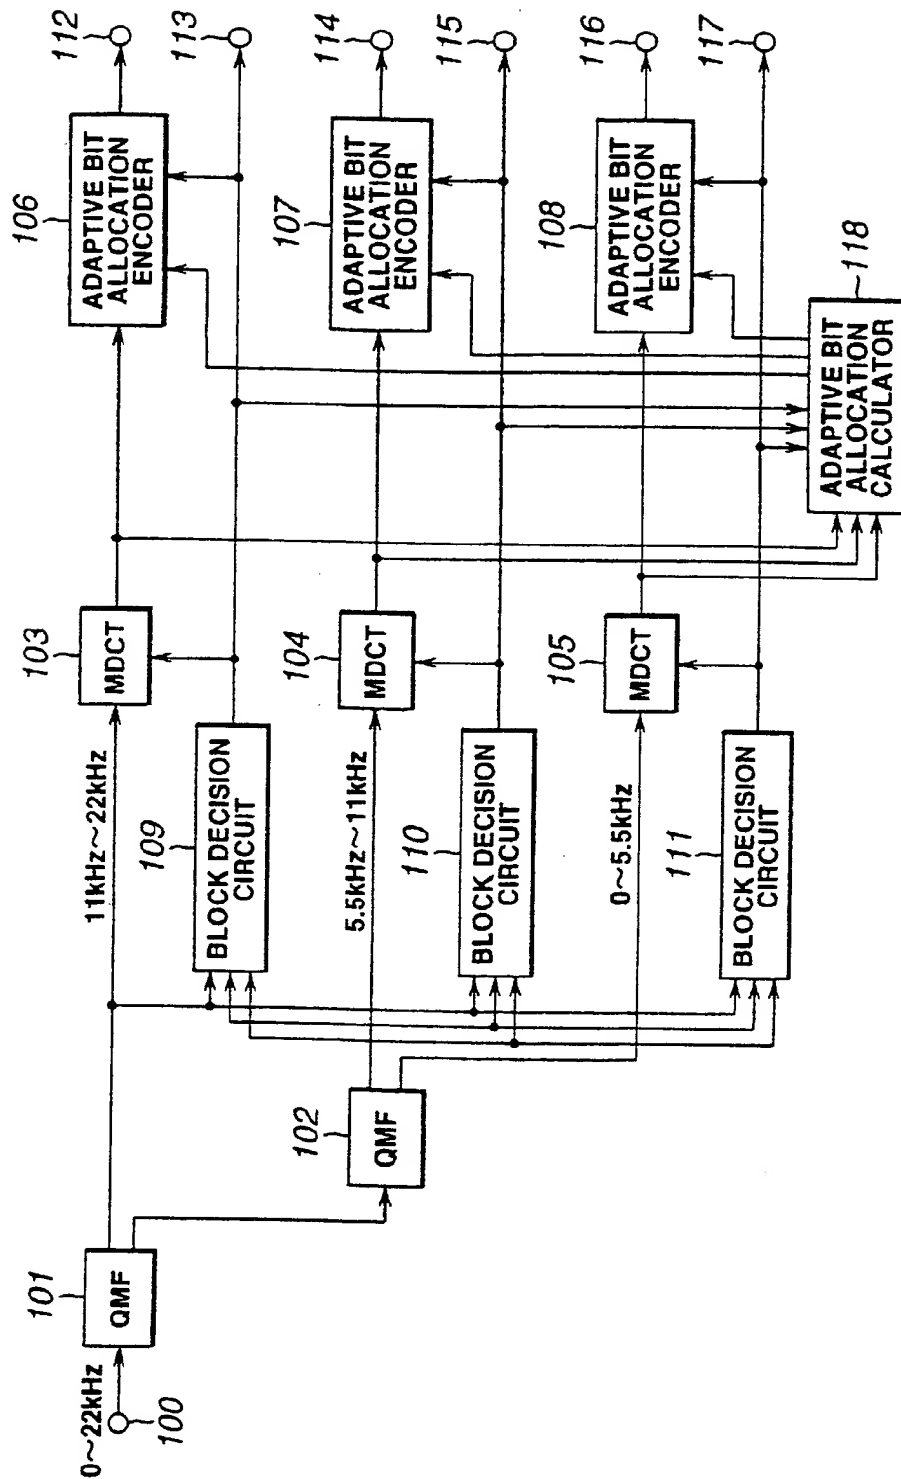 0~22kHz
100
101
QMF
102
QMF
11kHz~22kHz
109
BLOCK DECISION
CIRCUIT
103
MDCT
106
ADAPTIVE BIT
ALLOCATION
ENCODER
112
113
5.5kHz~11kHz
110
BLOCK DECISION
CIRCUIT
104
MDCT
107
ADAPTIVE BIT
ALLOCATION
ENCODER
114
115
0~5.5kHz
111
BLOCK DECISION
CIRCUIT
105
MDCT
108
ADAPTIVE BIT
ALLOCATION
ENCODER
116
117
118
ADAPTIVE BIT
ALLOCATION
CALCULATOR